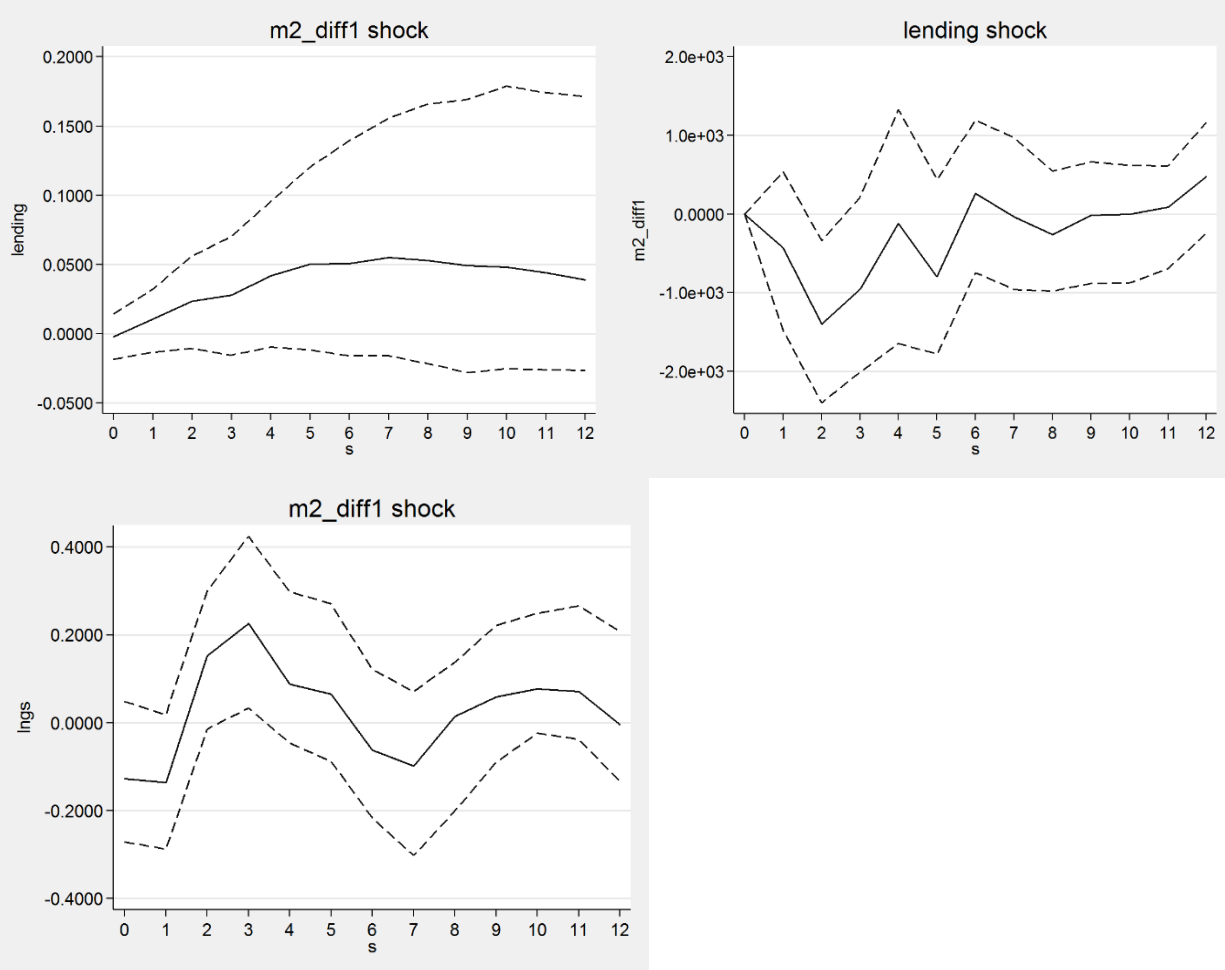 m2_diff1 shock
0.2000
0.1500
0.1000
0.0500
0.0000
-0.0500
lending
0 1 2 3 4 5 6 7 8 9 10 11 12
s
lending shock
2.0e+03
1.0e+03
0.0000
-1.0e+03
-2.0e+03
m2_diff1
0 1 2 3 4 5 6 7 8 9 10 11 12
s
m2_diff1 shock
0.4000
0.2000
0.0000
-0.2000
-0.4000
lngs
0 1 2 3 4 5 6 7 8 9 10 11 12
s